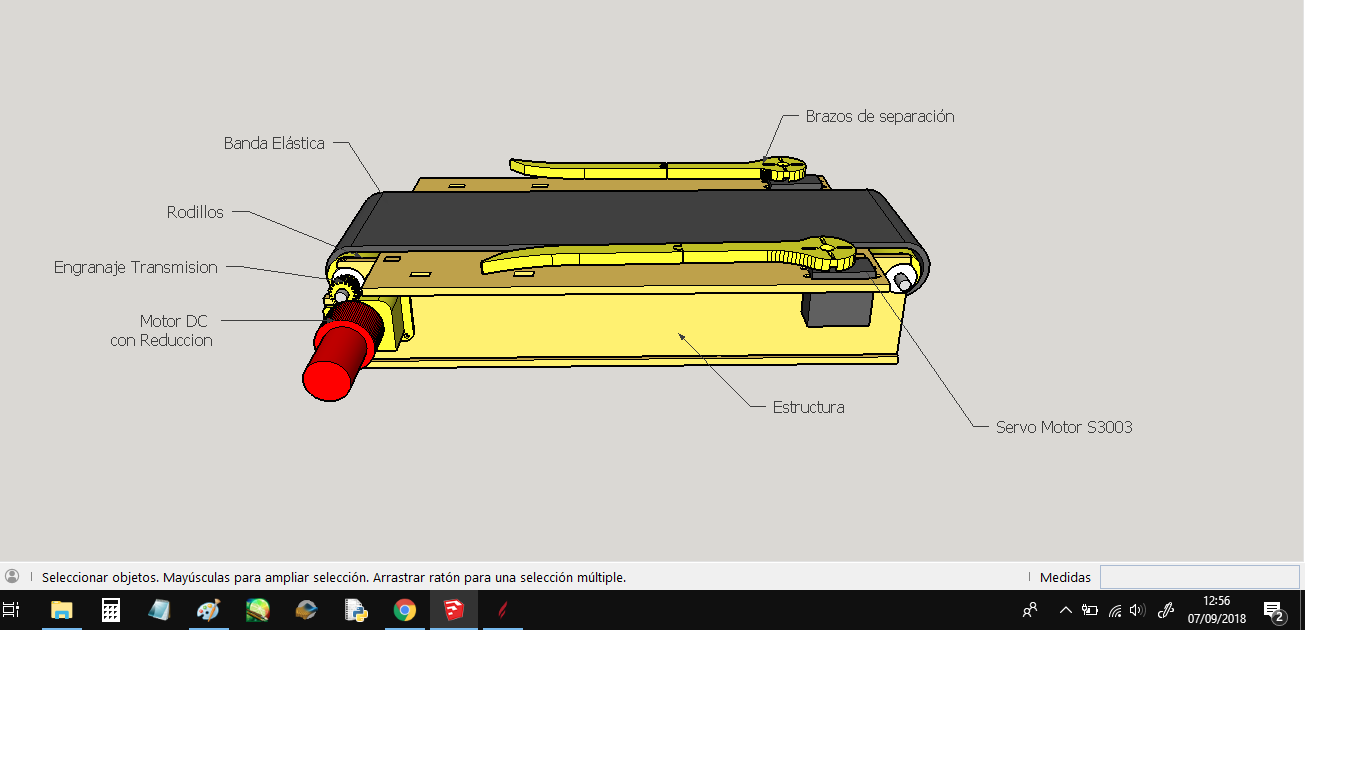 Brazos de separación
Banda Elástica
Rodillos
Engranaje Transmision
Motor DC
con Reduccion
Estructura
Servo Motor S3003
Seleccionar objetos. Mayúsculas para ampliar selección. Arrastrar ratón para una selección múltiple.
Medidas
12:56
07/09/2018
2